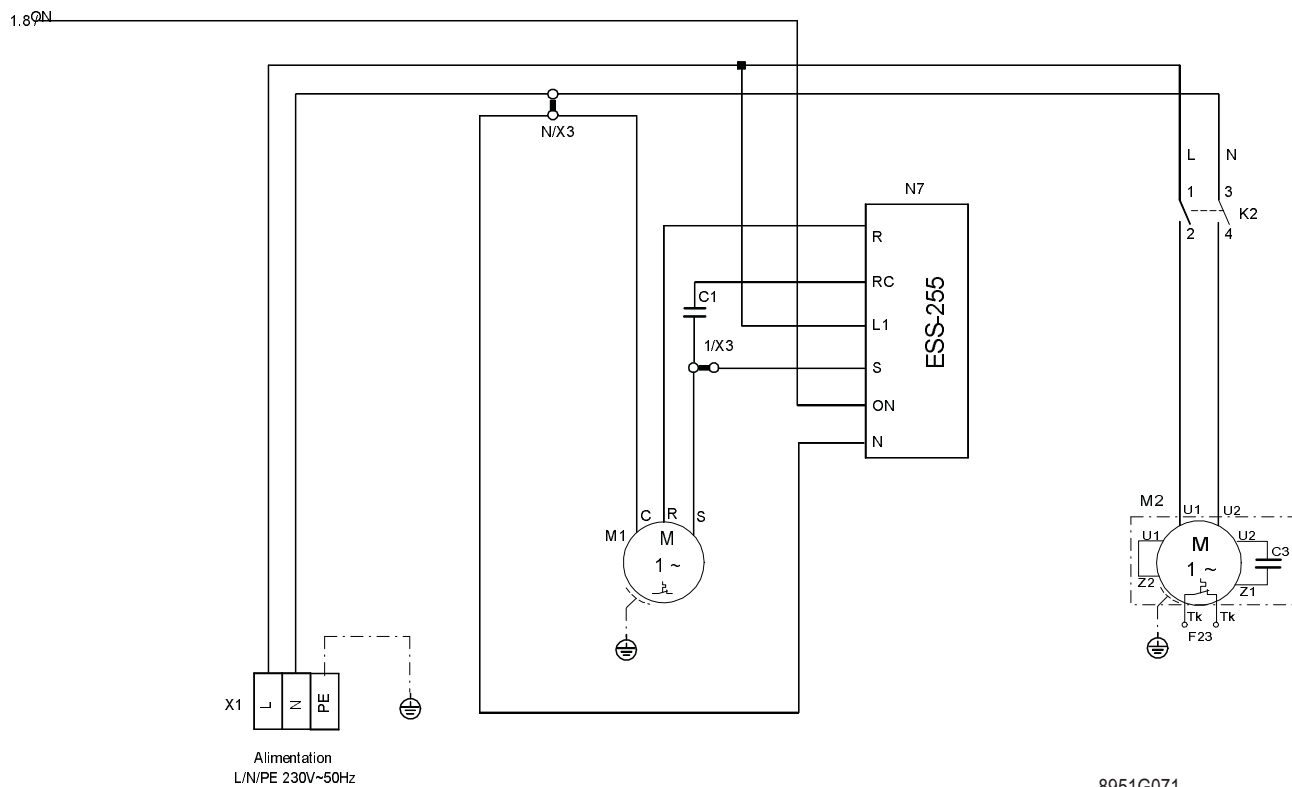 1.8/ON
N/X3
L N
N7
1 3
K2
2 4
R
RC
C1
L1
1/X3
S
ON
N
ESS-255
M2
U1 U2
C R S
M1
M
1 ~
U1 U2
M
1 ~
C3
Z2 Z1
Tk Tk
F23
X1
L
N
PE
Alimentation
L/N/PE 230V~50Hz
8951G071